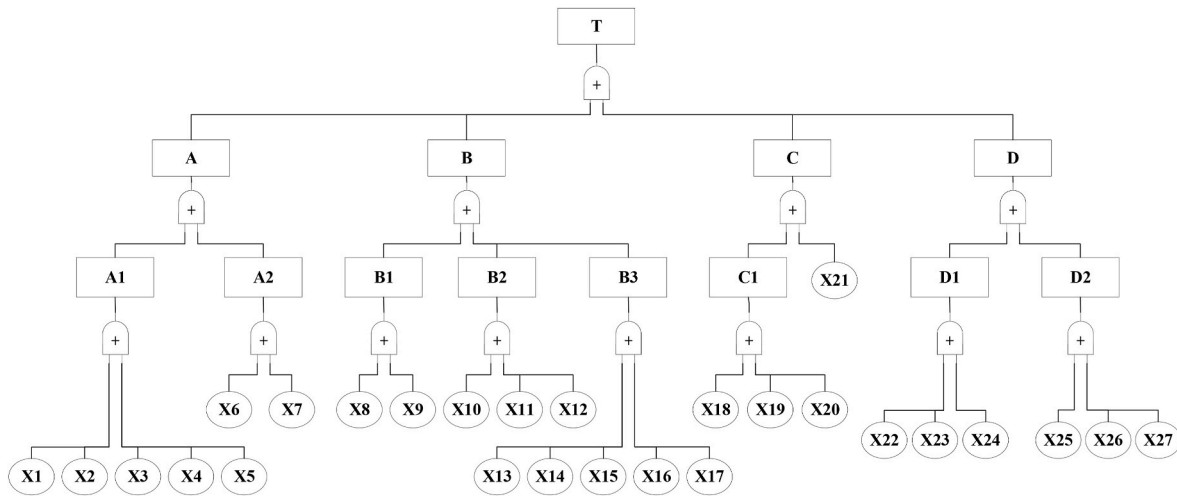 T
+
A B C D
+ + + +
A1 A2 B1 B2 B3 C1 X21 D1 D2
+ + + + + + + +
X6 X7 X8 X9 X10 X11 X12 X18 X19 X20
X22 X23 X24 X25 X26 X27
X1 X2 X3 X4 X5 X13 X14 X15 X16 X17